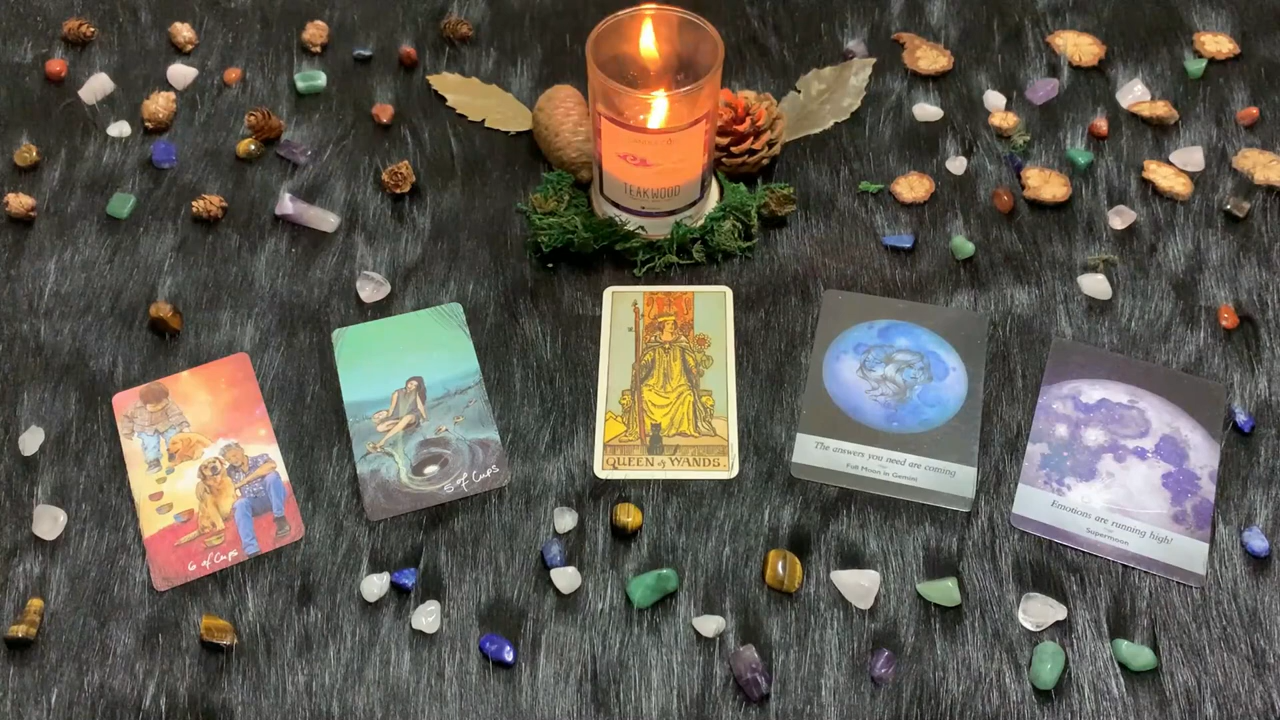 TEAKWOOD
6 of Cups
5 of Cups
QUEEN of WANDS.
The answers you need are coming
Full Moon in Gemini
Emotions are running high!
Supermoon